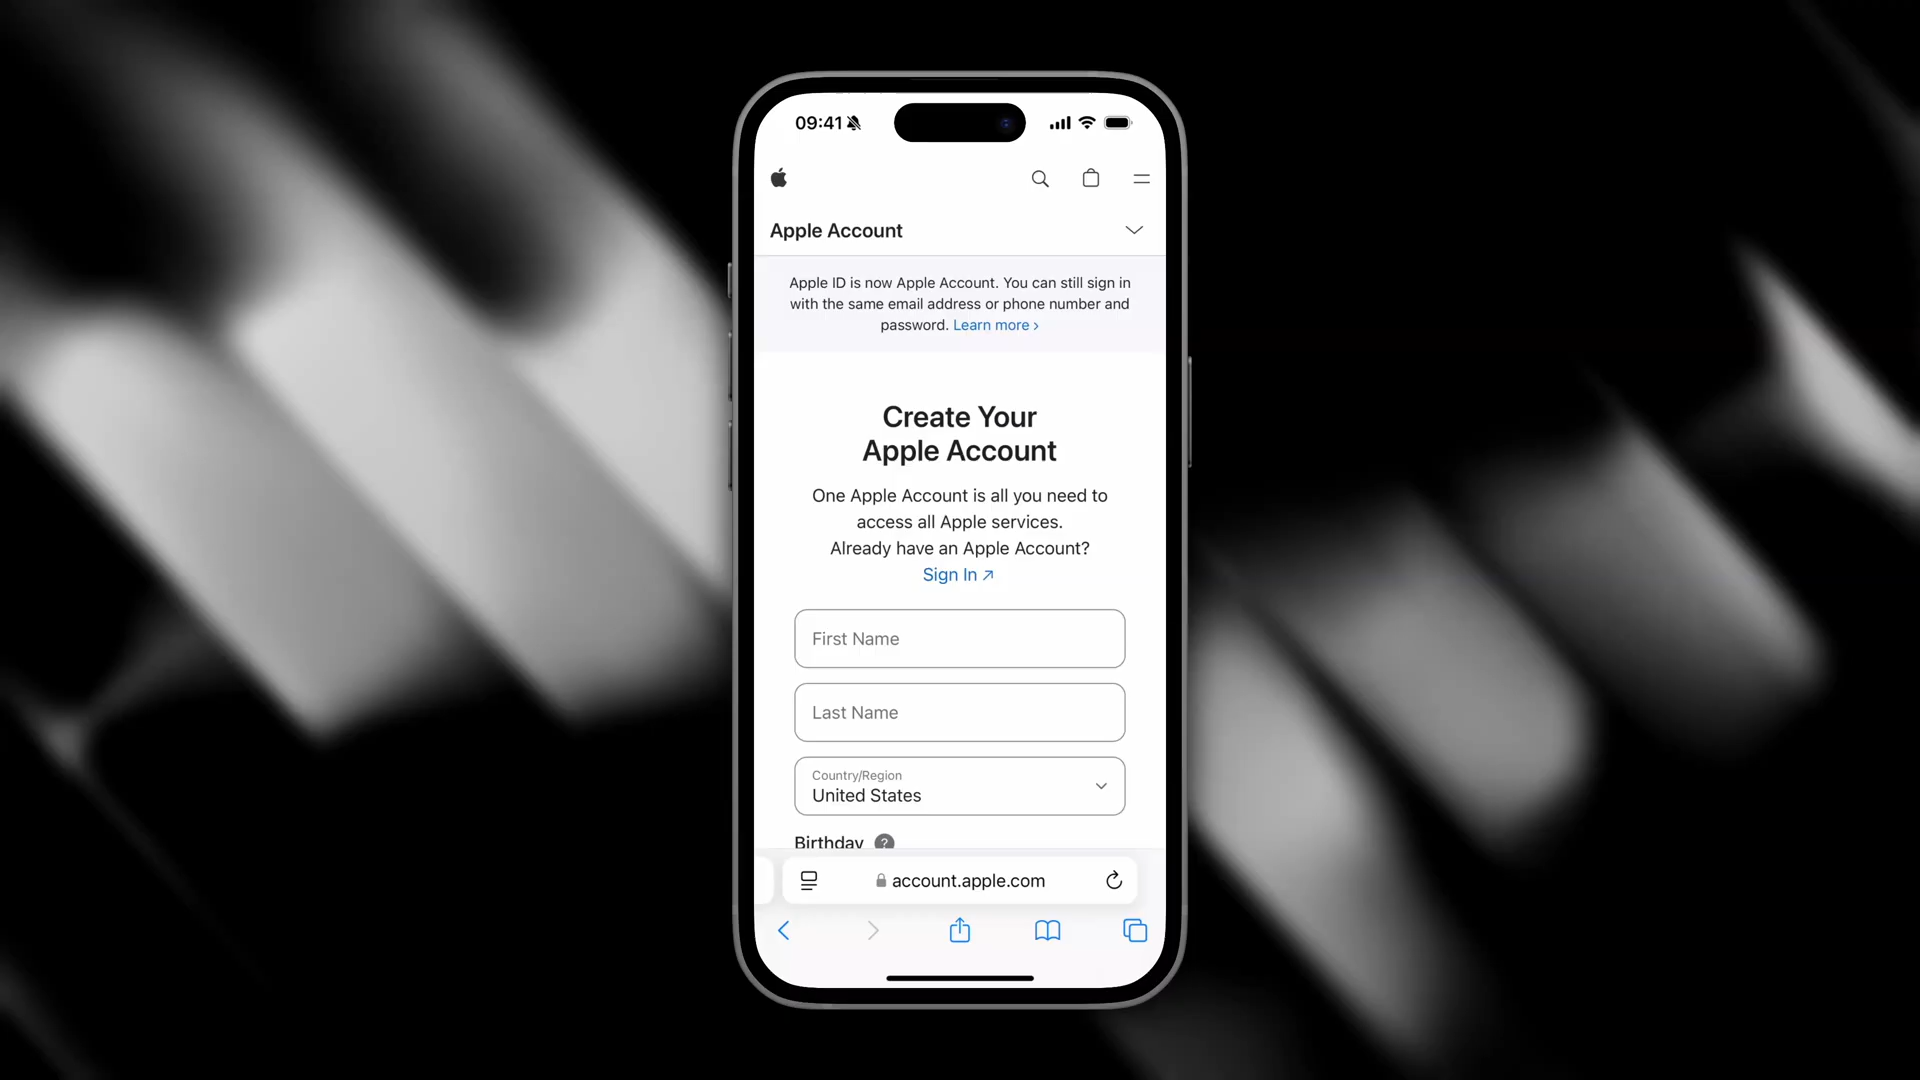 09:41
Apple Account
Apple ID is now Apple Account. You can still sign in
with the same email address or phone number and
password. Learn more ›
Create Your
Apple Account
One Apple Account is all you need to
access all Apple services.
Already have an Apple Account?
Sign In ↗
First Name
Last Name
Country/Region
United States
Birthday ?
account.apple.com